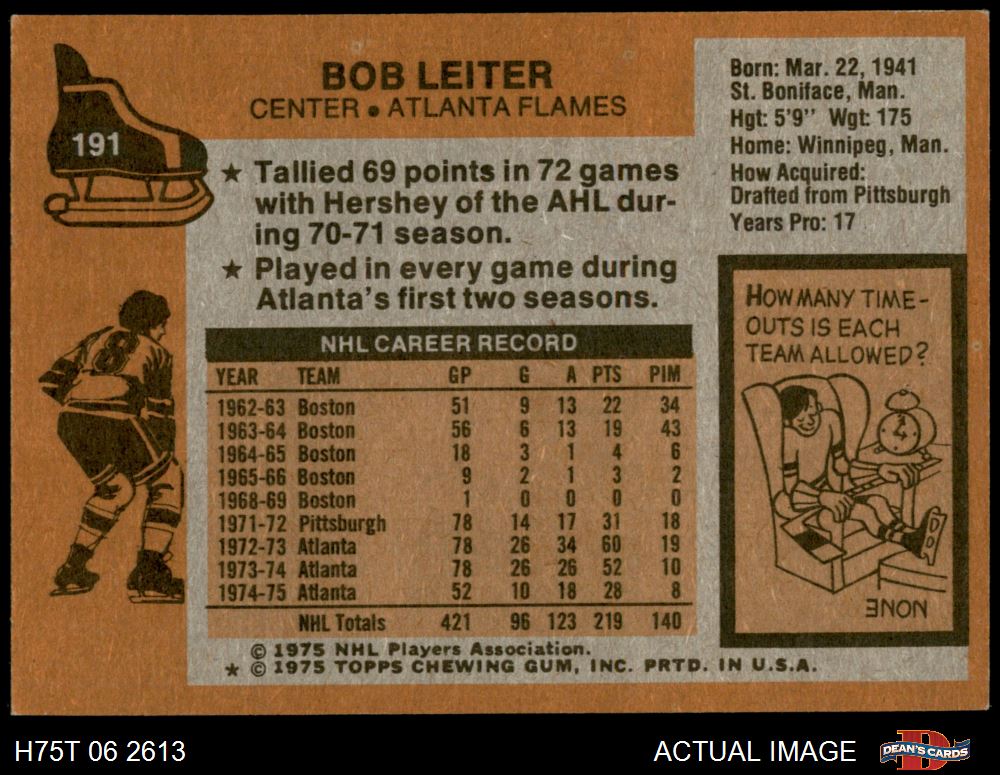 191
BOB LEITER
CENTER • ATLANTA FLAMES
★ Tallied 69 points in 72 games
with Hershey of the AHL dur-
ing 70-71 season.
★ Played in every game during
Atlanta's first two seasons.
Born: Mar. 22, 1941
St. Boniface, Man.
Hgt: 5'9" Wgt: 175
Home: Winnipeg, Man.
How Acquired:
Drafted from Pittsburgh
Years Pro: 17
NHL CAREER RECORD
YEAR TEAM GP G A PTS PIM
1962-63 Boston 51 9 13 22 34
1963-64 Boston 56 6 13 19 43
1964-65 Boston 18 3 1 4 6
1965-66 Boston 9 2 1 3 2
1968-69 Boston 1 0 0 0 0
1971-72 Pittsburgh 78 14 17 31 18
1972-73 Atlanta 78 26 34 60 19
1973-74 Atlanta 78 26 26 52 10
1974-75 Atlanta 52 10 18 28 8
NHL Totals 421 96 123 219 140
HOW MANY TIME-
OUTS IS EACH
TEAM ALLOWED?
NONE
© 1975 NHL Players Association.
★ © 1975 TOPPS CHEWING GUM, INC. PRTD. IN U.S.A.
H75T 06 2613
ACTUAL IMAGE
D
DEAN'S CARDS